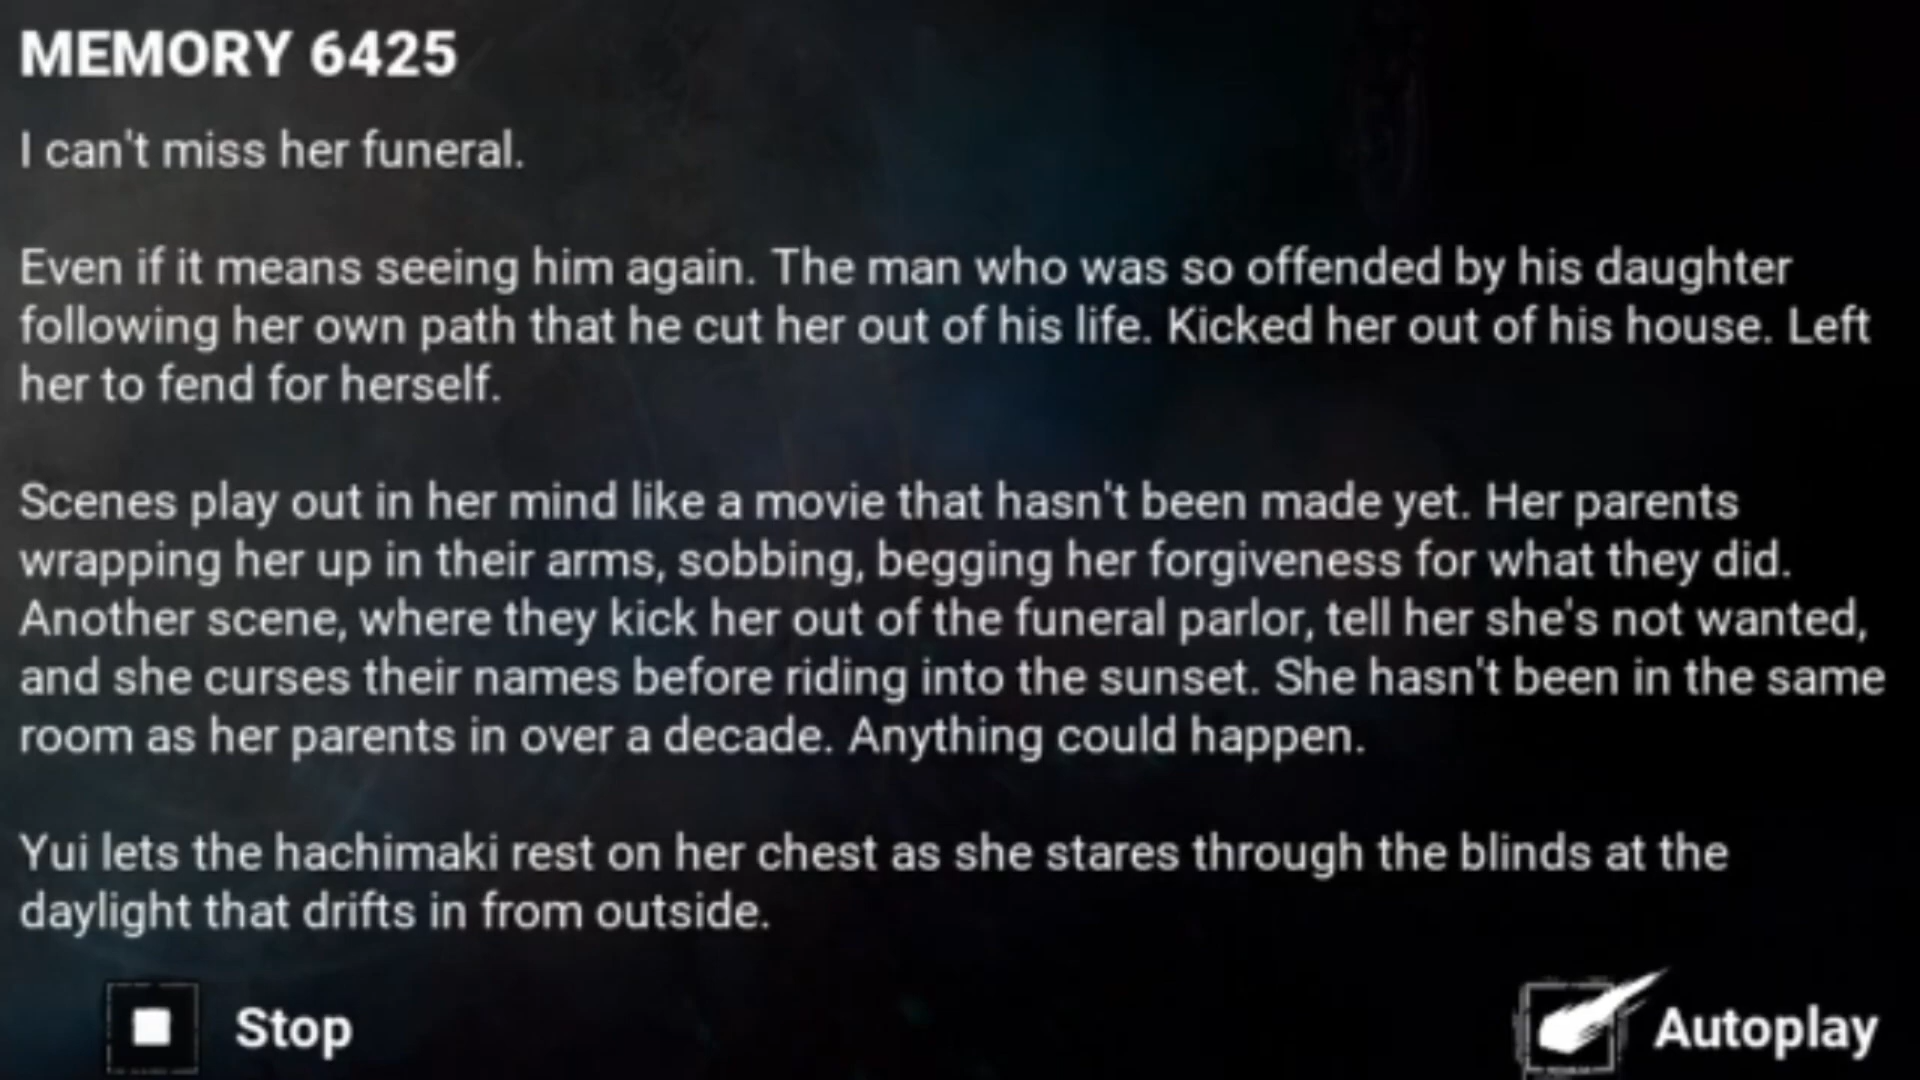 MEMORY 6425
I can't miss her funeral.
Even if it means seeing him again. The man who was so offended by his daughter
following her own path that he cut her out of his life. Kicked her out of his house. Left
her to fend for herself.
Scenes play out in her mind like a movie that hasn't been made yet. Her parents
wrapping her up in their arms, sobbing, begging her forgiveness for what they did.
Another scene, where they kick her out of the funeral parlor, tell her she's not wanted,
and she curses their names before riding into the sunset. She hasn't been in the same
room as her parents in over a decade. Anything could happen.
Yui lets the hachimaki rest on her chest as she stares through the blinds at the
daylight that drifts in from outside.
Stop
Autoplay